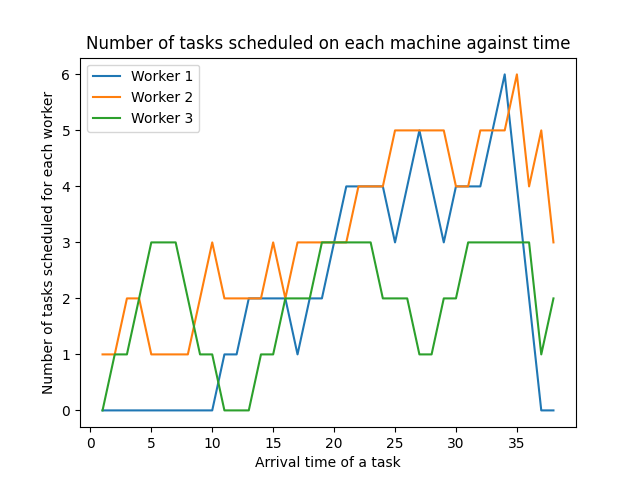 Number of tasks scheduled on each machine against time
Worker 1
Worker 2
Worker 3
Number of tasks scheduled for each worker
6
5
4
3
2
1
0
0 5 10 15 20 25 30 35
Arrival time of a task